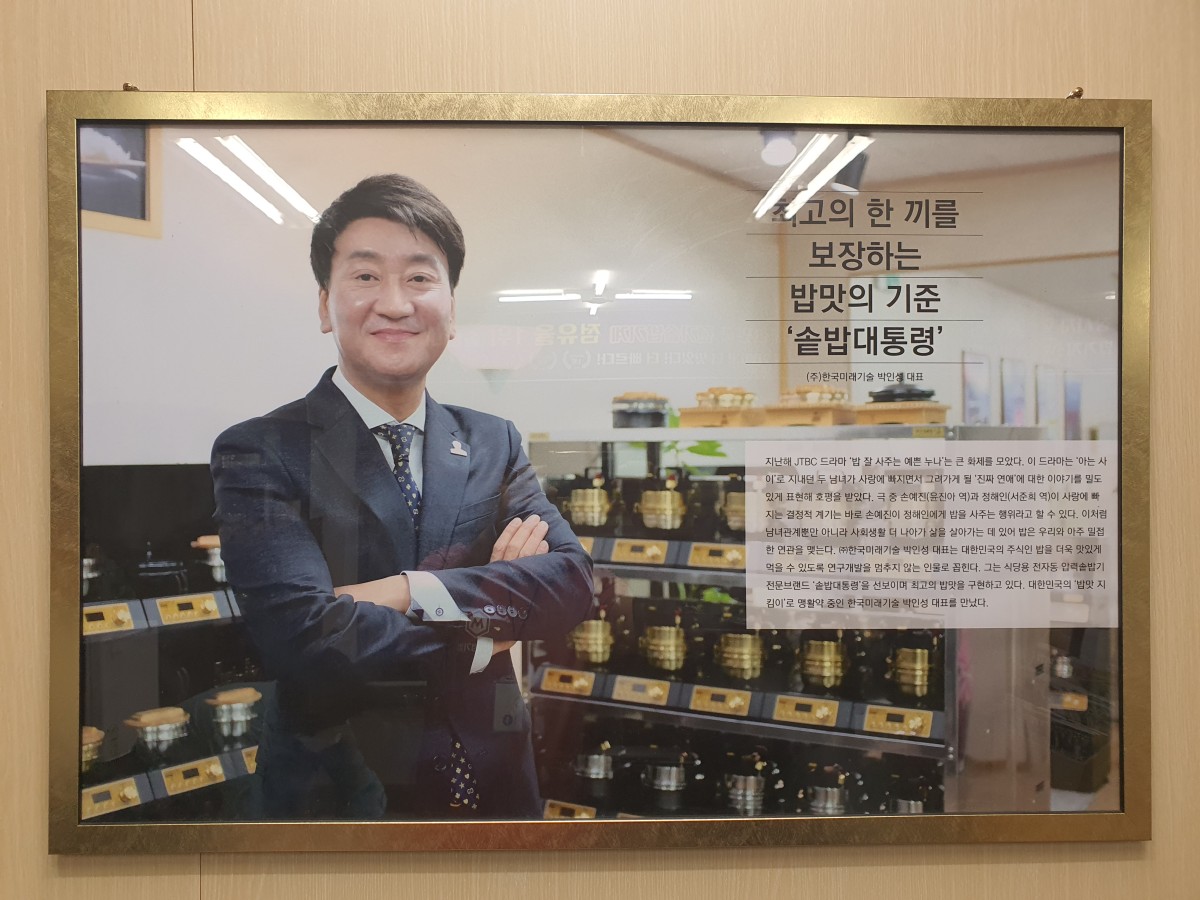 최고의 한 끼를
보장하는
밥맛의 기준
‘솥밥대통령’
(주)한국미래기술 박인성 대표
지난해 JTBC 드라마 ‘밥 잘 사주는 예쁜 누나’는 큰 화제를 모았다. 이 드라마는 ‘아는 사
이’로 지내던 두 남녀가 사랑에 빠지면서 그려가게 될 ‘진짜 연애’에 대한 이야기를 밀도
있게 표현해 호평을 받았다. 극 중 손예진(윤진아 역)과 정해인(서준희 역)이 사랑에 빠
지는 결정적 계기는 바로 손예진이 정해인에게 밥을 사주는 행위라고 할 수 있다. 이처럼
남녀관계뿐만 아니라 사회생활 더 나아가 삶을 살아가는 데 있어 밥은 우리와 아주 밀접
한 연관을 맺는다. ㈜한국미래기술 박인성 대표는 대한민국의 주식인 밥을 더욱 맛있게
먹을 수 있도록 연구개발을 멈추지 않는 인물로 꼽힌다. 그는 식당용 전자동 압력솥밥기
전문브랜드 ‘솥밥대통령’을 선보이며 최고의 밥맛을 구현하고 있다. 대한민국의 ‘밥맛 지
킴이’로 맹활약 중인 한국미래기술 박인성 대표를 만났다.